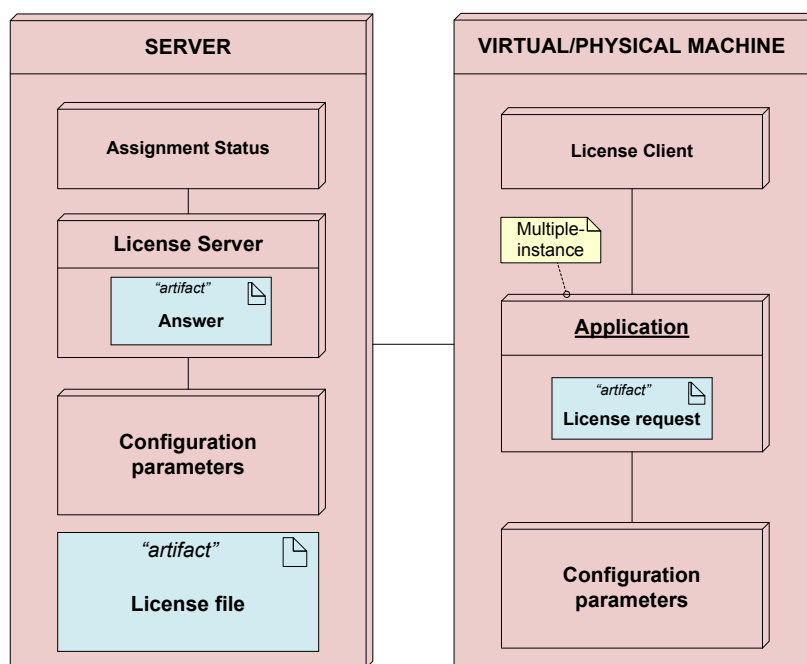 SERVER
Assignment Status
License Server
“artifact”
Answer
Configuration
parameters
“artifact”
License file
VIRTUAL/PHYSICAL MACHINE
License Client
Multiple-
instance
Application
“artifact”
License request
Configuration
parameters